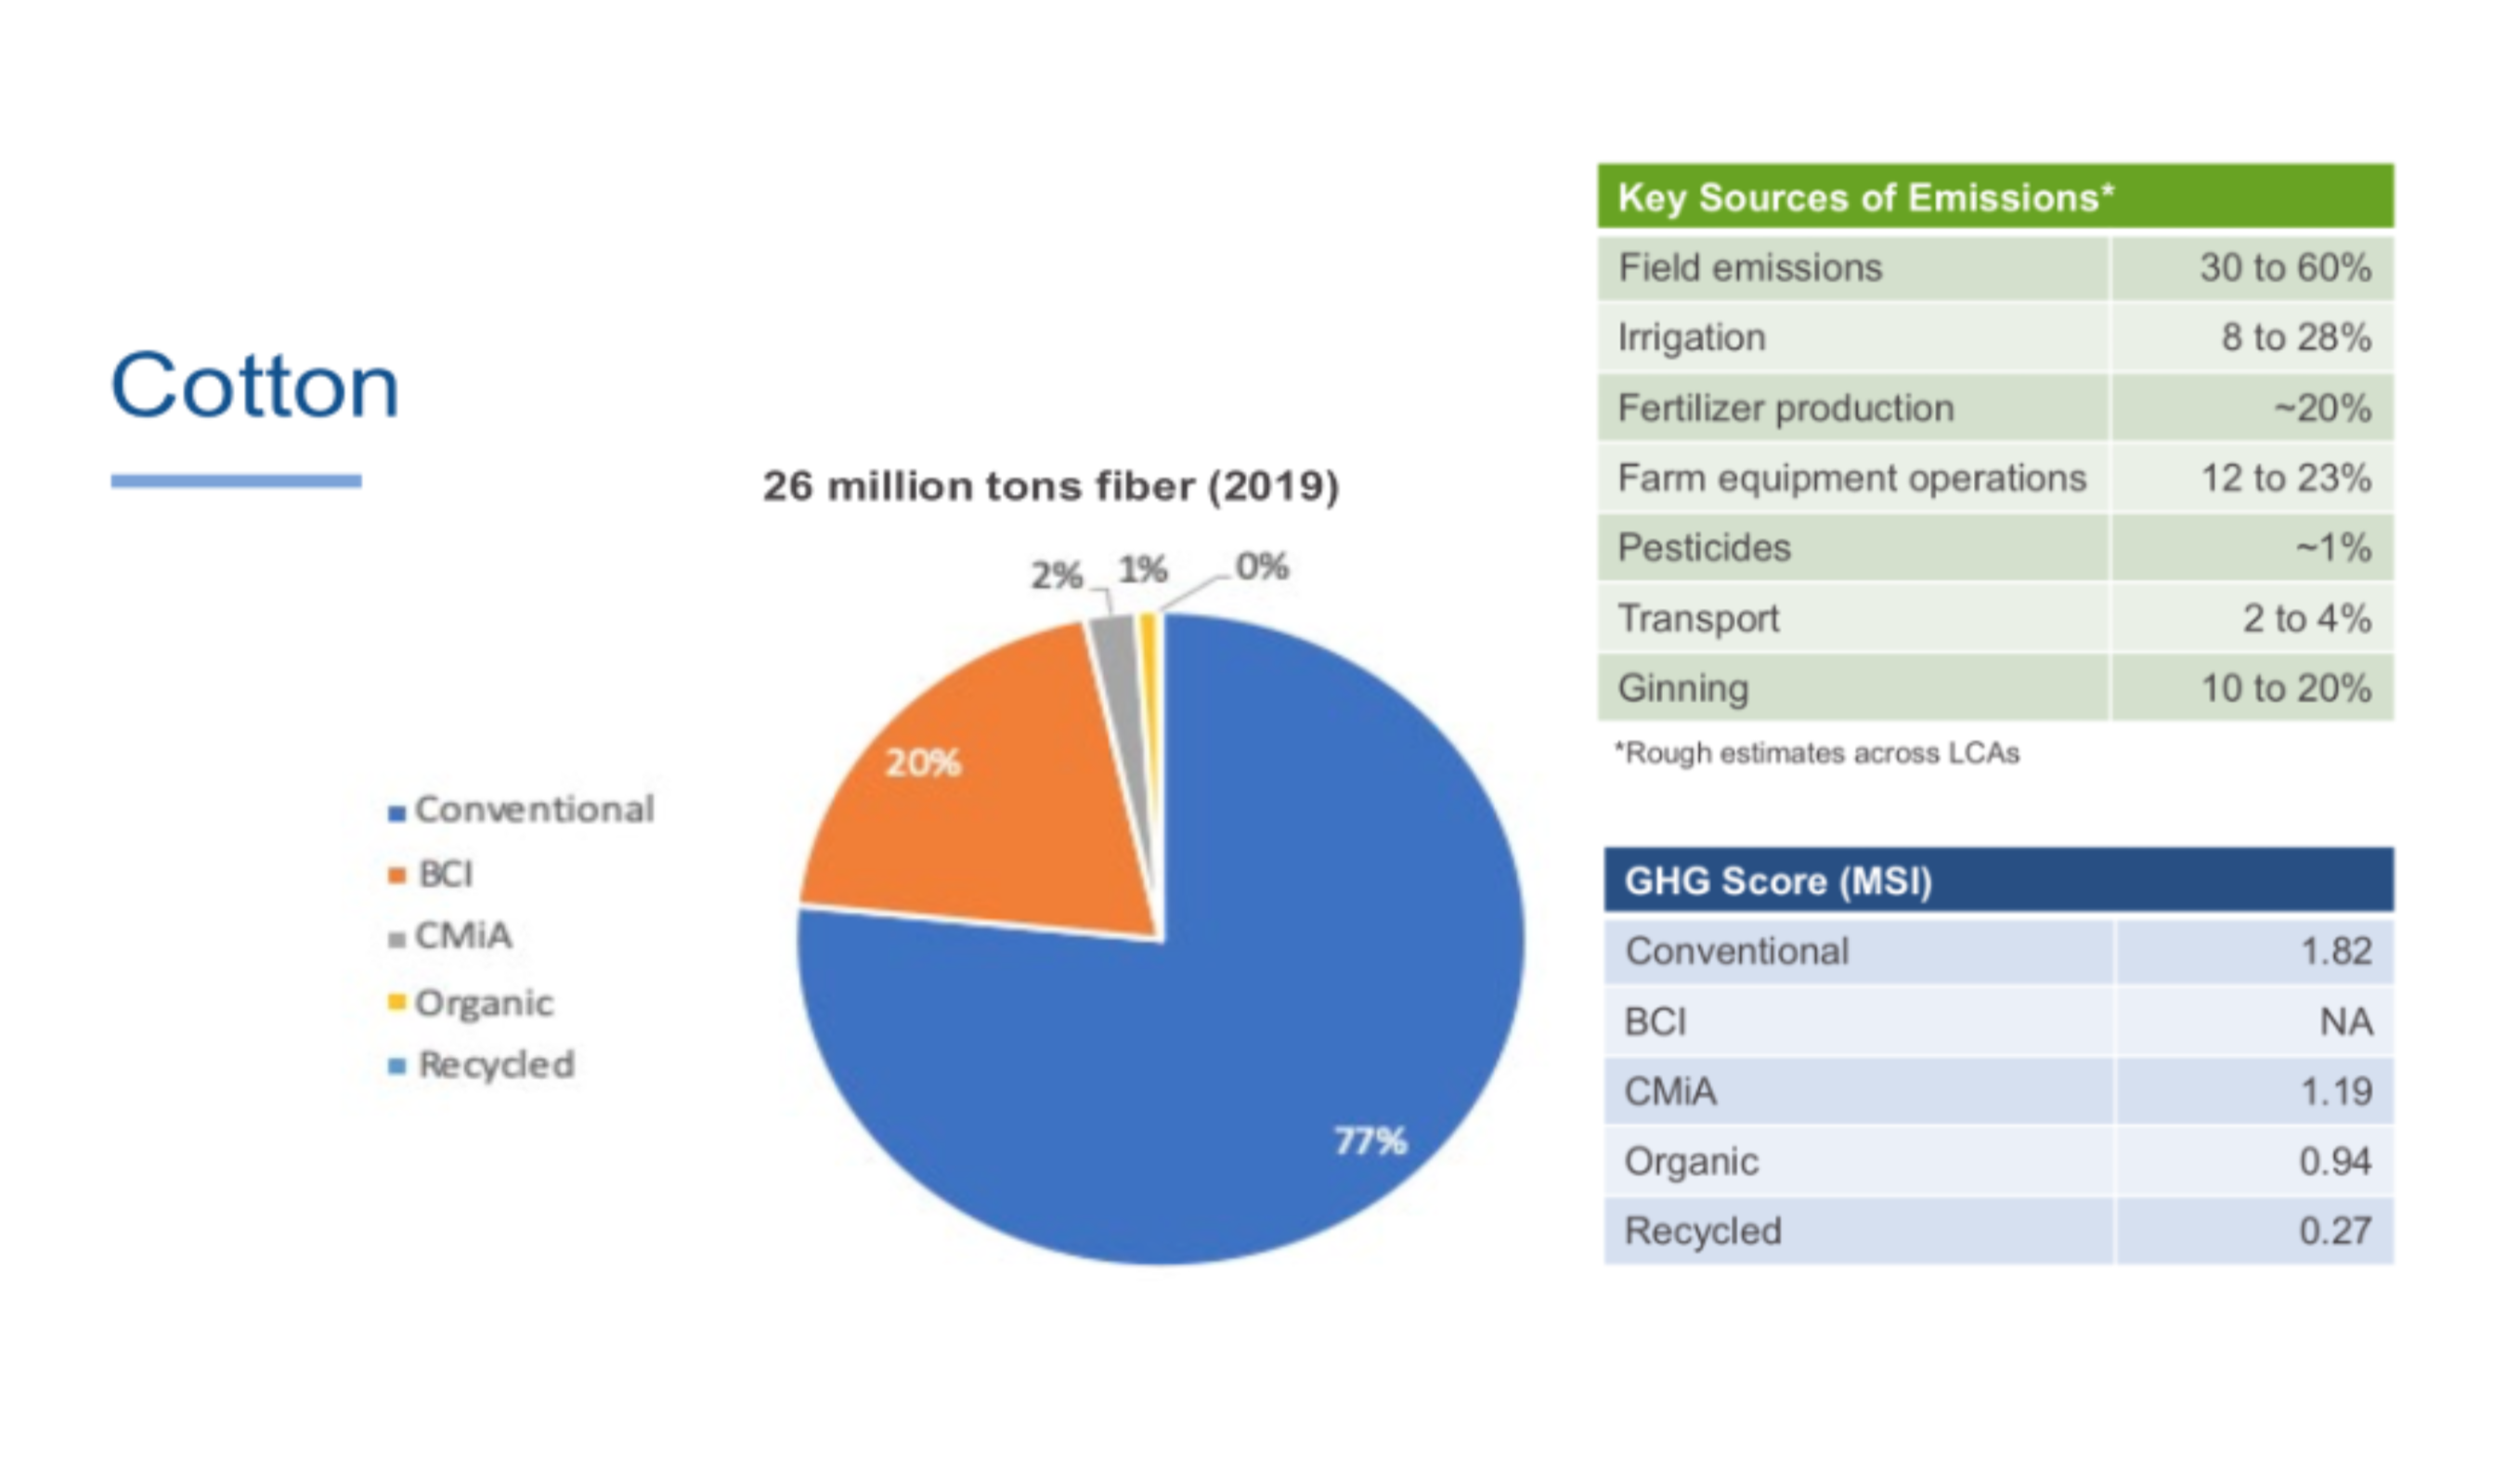 Cotton
26 million tons fiber (2019)
2%
1%
0%
20%
77%
Conventional
BCI
CMiA
Organic
Recycled
Key Sources of Emissions*
Field emissions 30 to 60%
Irrigation 8 to 28%
Fertilizer production ~20%
Farm equipment operations 12 to 23%
Pesticides ~1%
Transport 2 to 4%
Ginning 10 to 20%
*Rough estimates across LCAs
GHG Score (MSI)
Conventional 1.82
BCI NA
CMiA 1.19
Organic 0.94
Recycled 0.27